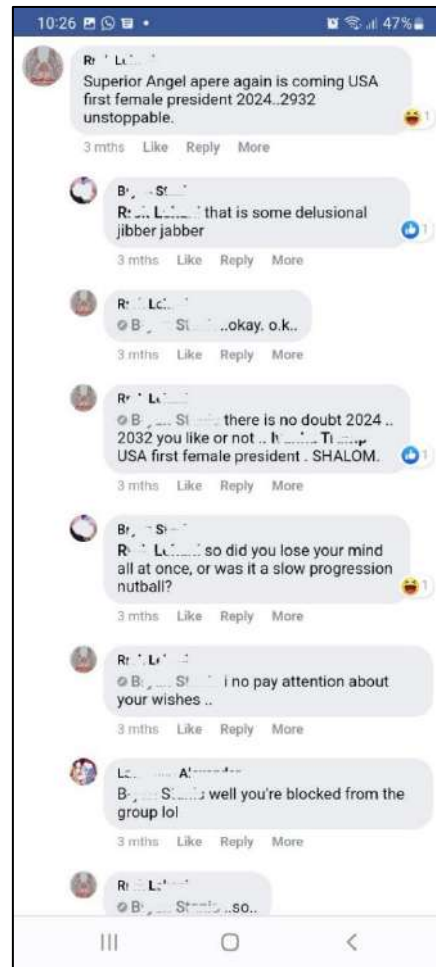 10:26
47%
Superior Angel apere again is coming USA
first female president 2024..2932
unstoppable.
1
3 mths Like Reply More
that is some delusional
jibber jabber
1
3 mths Like Reply More
..okay. o.k..
3 mths Like Reply More
there is no doubt 2024 ..
2032 you like or not ..
USA first female president . SHALOM.
1
3 mths Like Reply More
so did you lose your mind
all at once, or was it a slow progression
nutball?
1
3 mths Like Reply More
i no pay attention about
your wishes ..
3 mths Like Reply More
well you're blocked from the
group lol
3 mths Like Reply More
..so..